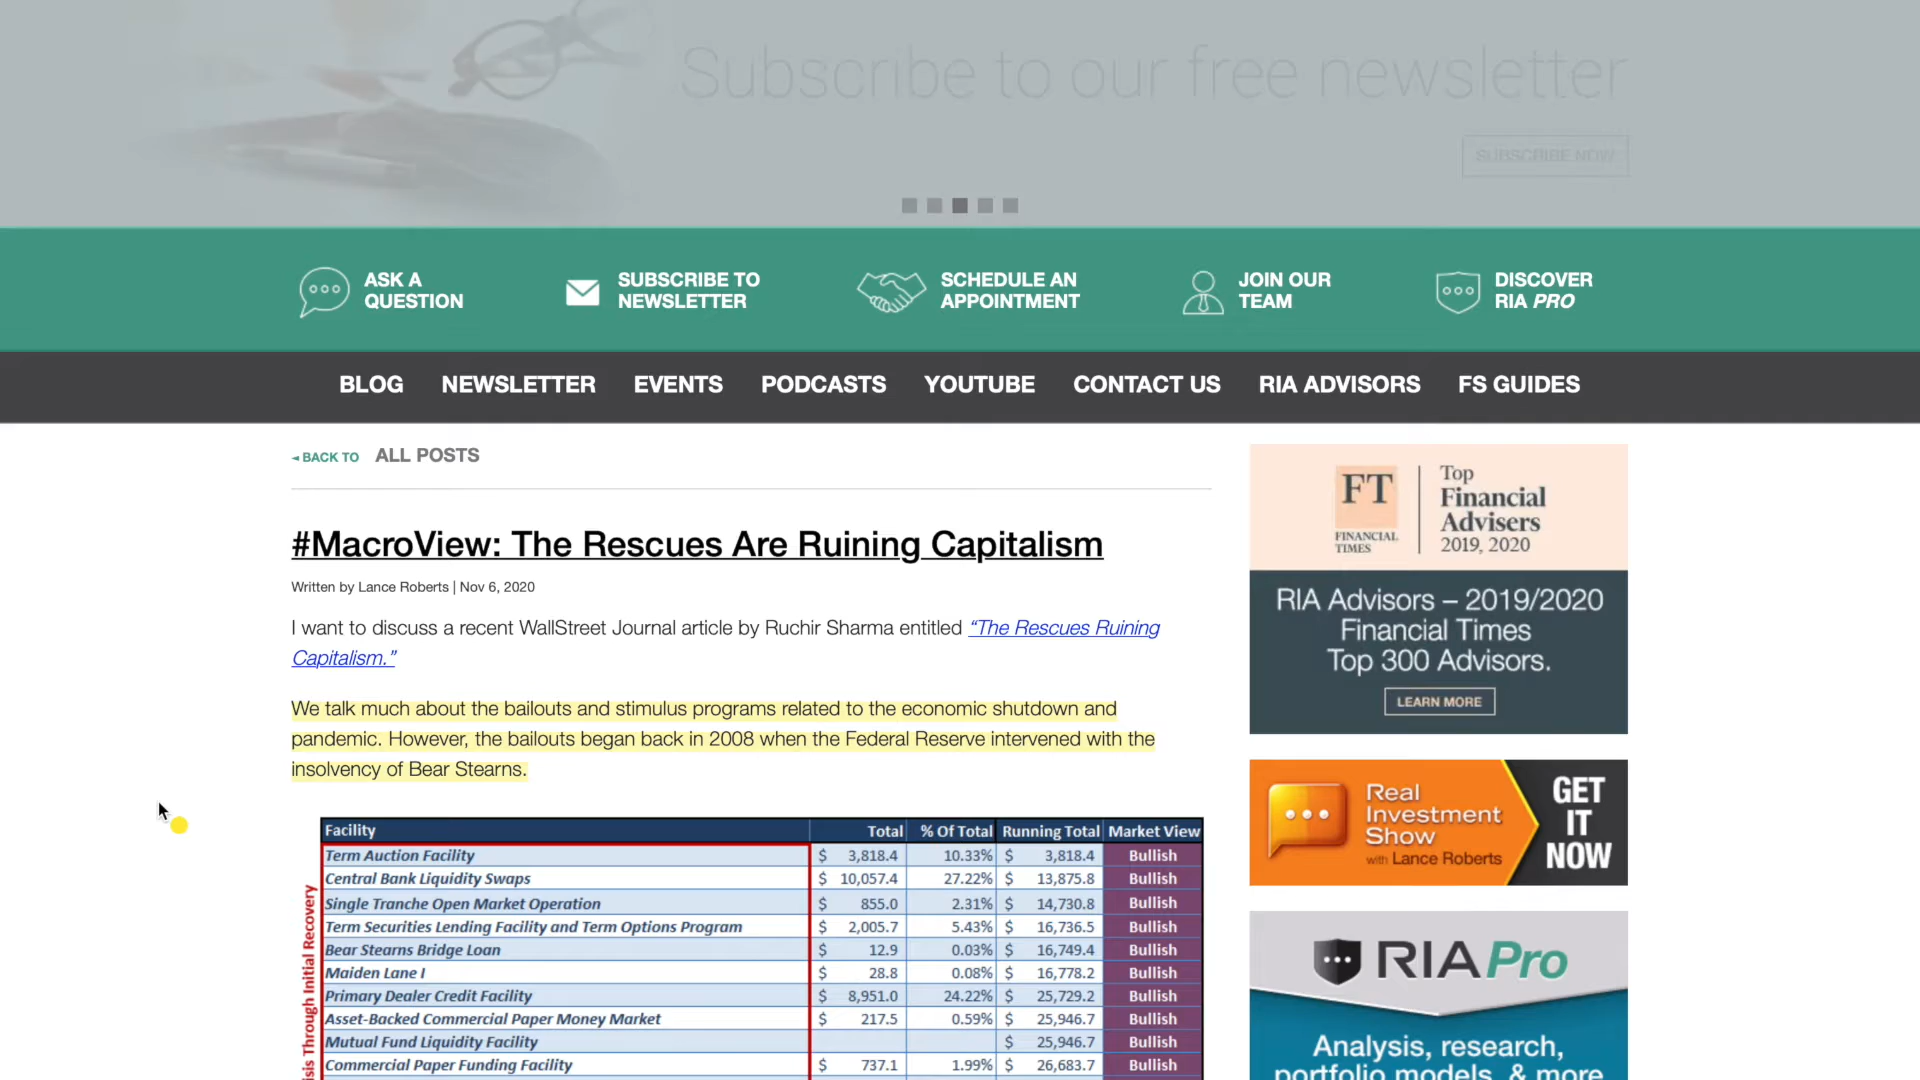 Subscribe to our free newsletter
SUBSCRIBE NOW
ASK A
QUESTION
SUBSCRIBE TO
NEWSLETTER
SCHEDULE AN
APPOINTMENT
JOIN OUR
TEAM
DISCOVER
RIA PRO
BLOG NEWSLETTER EVENTS PODCASTS YOUTUBE CONTACT US RIA ADVISORS FS GUIDES
◄ BACK TO ALL POSTS
#MacroView: The Rescues Are Ruining Capitalism
Written by Lance Roberts | Nov 6, 2020
I want to discuss a recent WallStreet Journal article by Ruchir Sharma entitled “The Rescues Ruining
Capitalism.”
We talk much about the bailouts and stimulus programs related to the economic shutdown and
pandemic. However, the bailouts began back in 2008 when the Federal Reserve intervened with the
insolvency of Bear Stearns.
Facility Total % Of Total Running Total Market View
Term Auction Facility $ 3,818.4 10.33% $ 3,818.4 Bullish
Central Bank Liquidity Swaps $ 10,057.4 27.22% $ 13,875.8 Bullish
Single Tranche Open Market Operation $ 855.0 2.31% $ 14,730.8 Bullish
Term Securities Lending Facility and Term Options Program $ 2,005.7 5.43% $ 16,736.5 Bullish
Bear Stearns Bridge Loan $ 12.9 0.03% $ 16,749.4 Bullish
Maiden Lane I $ 28.8 0.08% $ 16,778.2 Bullish
Primary Dealer Credit Facility $ 8,951.0 24.22% $ 25,729.2 Bullish
Asset-Backed Commercial Paper Money Market $ 217.5 0.59% $ 25,946.7 Bullish
Mutual Fund Liquidity Facility $ 25,946.7 Bullish
Commercial Paper Funding Facility $ 737.1 1.99% $ 26,683.7 Bullish
Through Initial Recovery
FT
FINANCIAL
TIMES
Top
Financial
Advisers
2019, 2020
RIA Advisors – 2019/2020
Financial Times
Top 300 Advisors.
LEARN MORE
Real
Investment
Show
with Lance Roberts
GET
IT
NOW
RIA Pro
Analysis, research,
portfolio models, & more